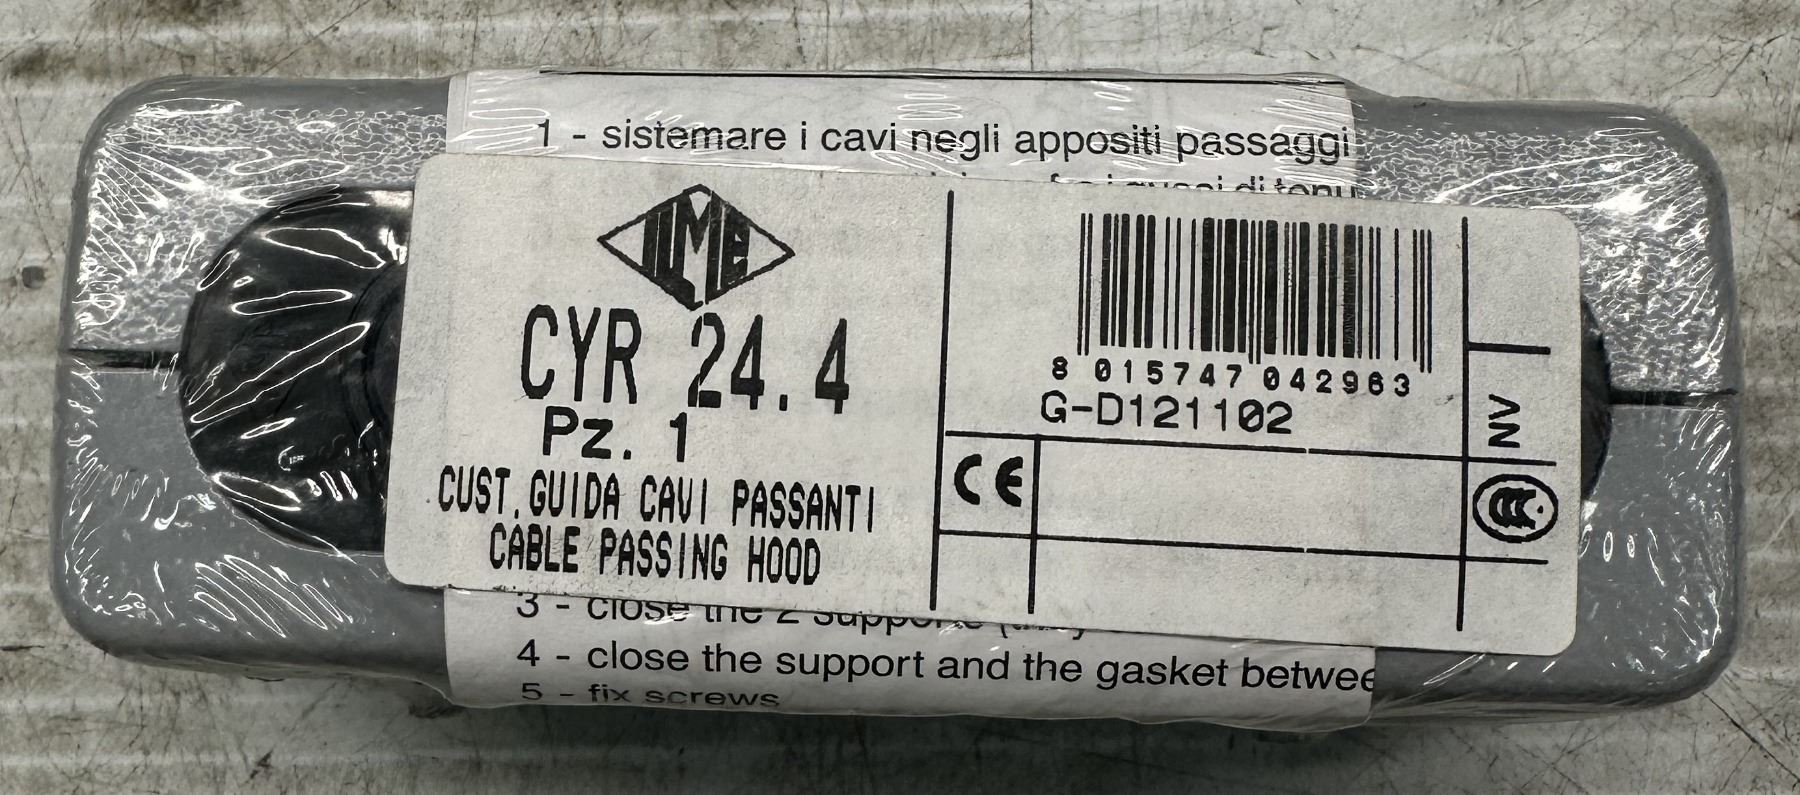 1 - sistemare i cavi negli appositi passaggi
ILME
CYR 24.4
Pz. 1
CUST.GUIDA CAVI PASSANTI
CABLE PASSING HOOD
8 015747 042963
G-D121102
CE
NV
CCC
3 - close the 2
4 - close the support and the gasket betwee
5 - fix screws